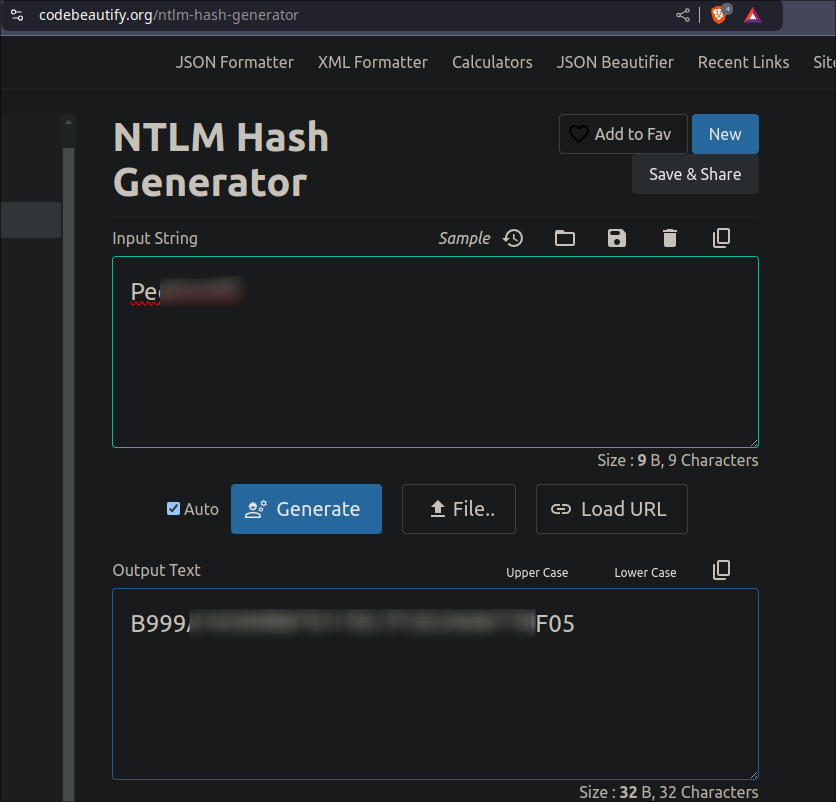 codebeautify.org/ntlm-hash-generator
4
JSON Formatter XML Formatter Calculators JSON Beautifier Recent Links Site
NTLM Hash Generator
Add to Fav New
Save & Share
Input String Sample
Pe
Size : 9 B, 9 Characters
Auto Generate File.. Load URL
Output Text Upper Case Lower Case
B999 F05
Size : 32 B, 32 Characters